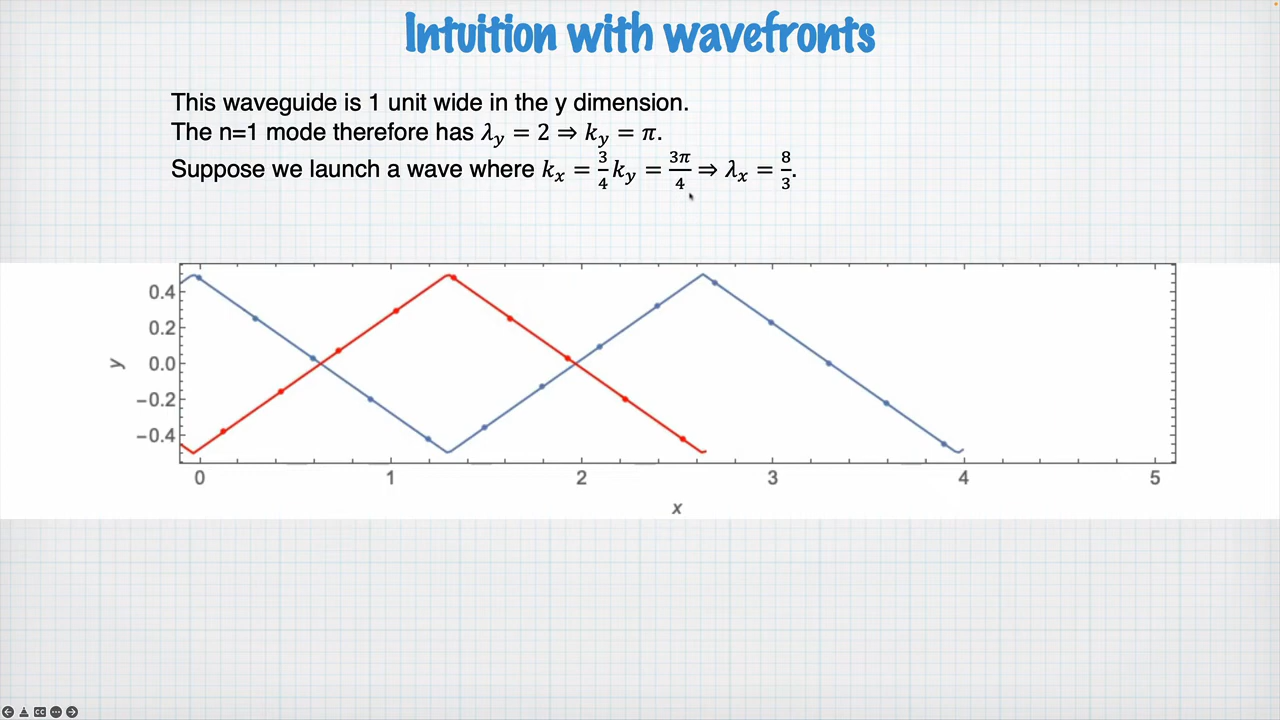 Intuition with wavefronts
This waveguide is 1 unit wide in the y dimension.
The n=1 mode therefore has λ_y = 2 ⇒ k_y = π.
Suppose we launch a wave where k_x = 3/4 k_y = 3π/4 ⇒ λ_x = 8/3.
0.4
0.2
0.0
−0.2
−0.4
y
0 1 2 3 4 5
x